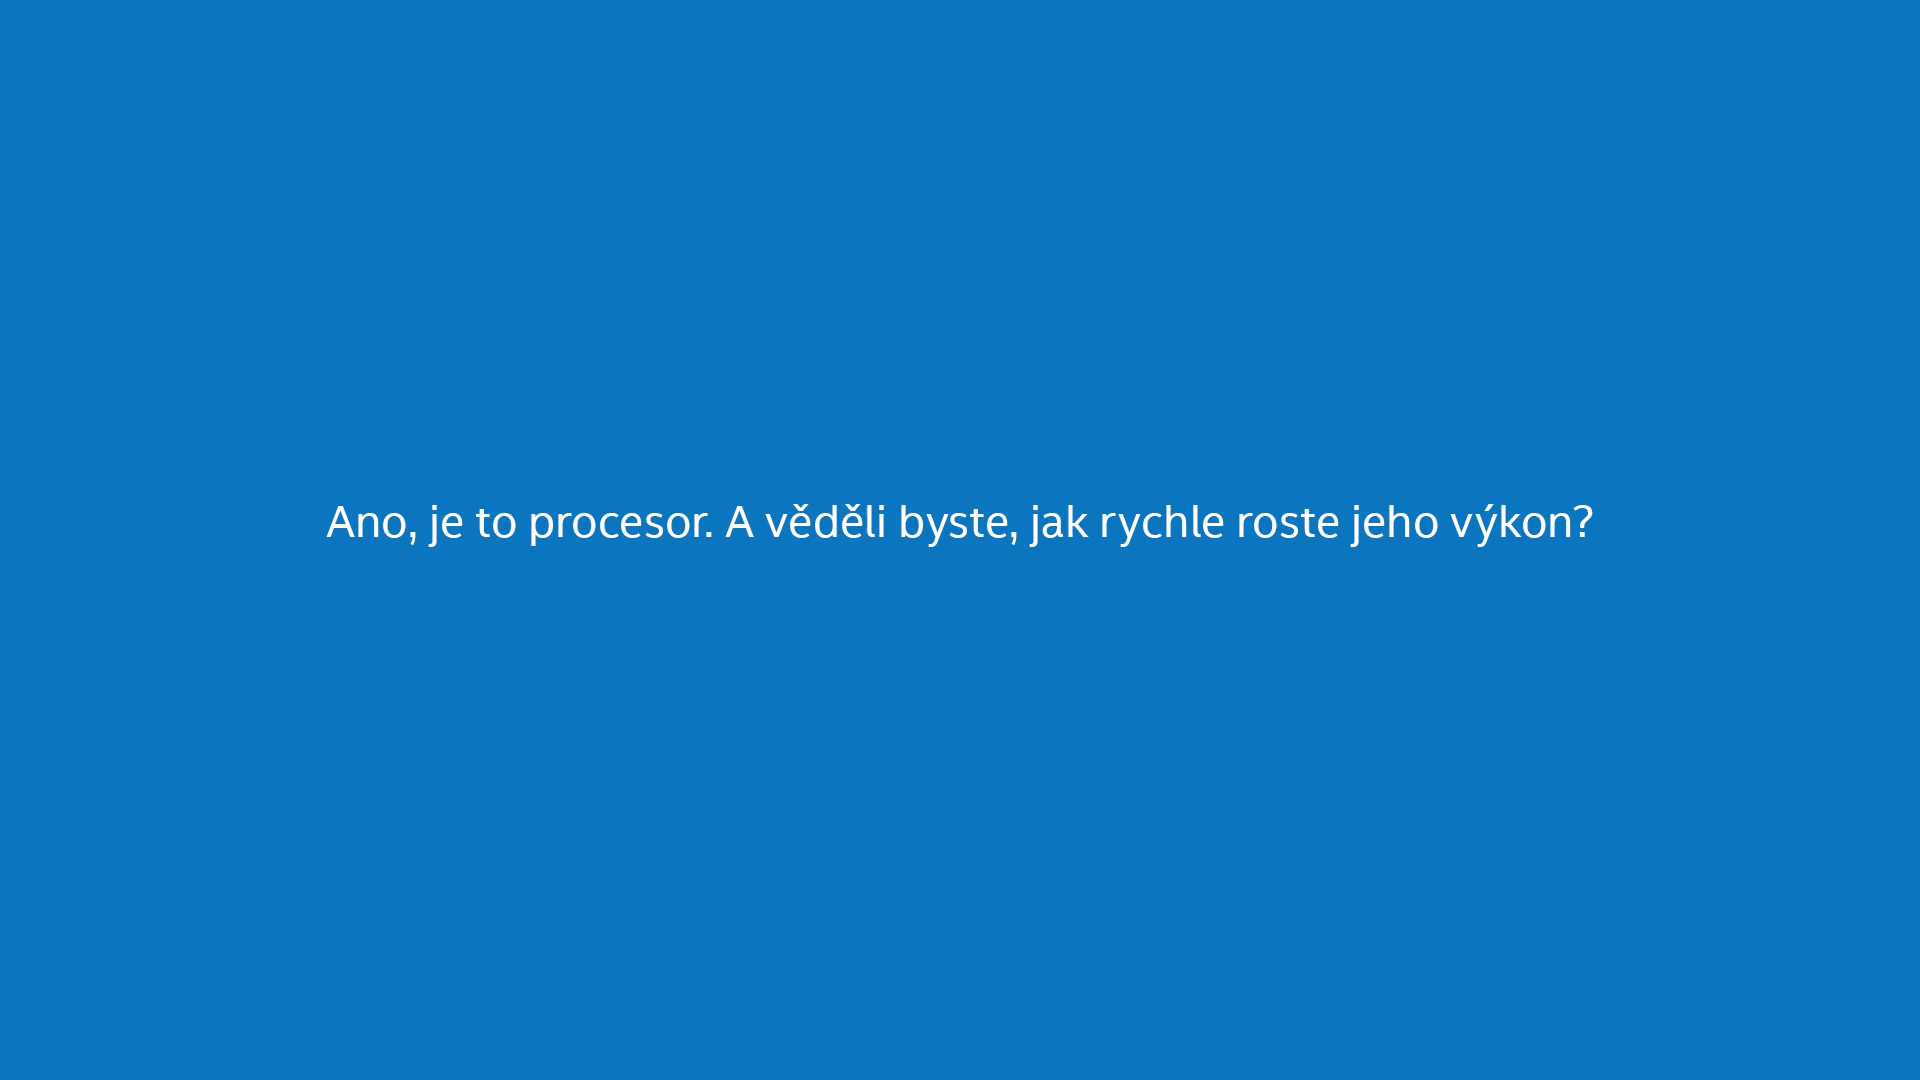 Ano, je to procesor. A věděli byste, jak rychle roste jeho výkon?